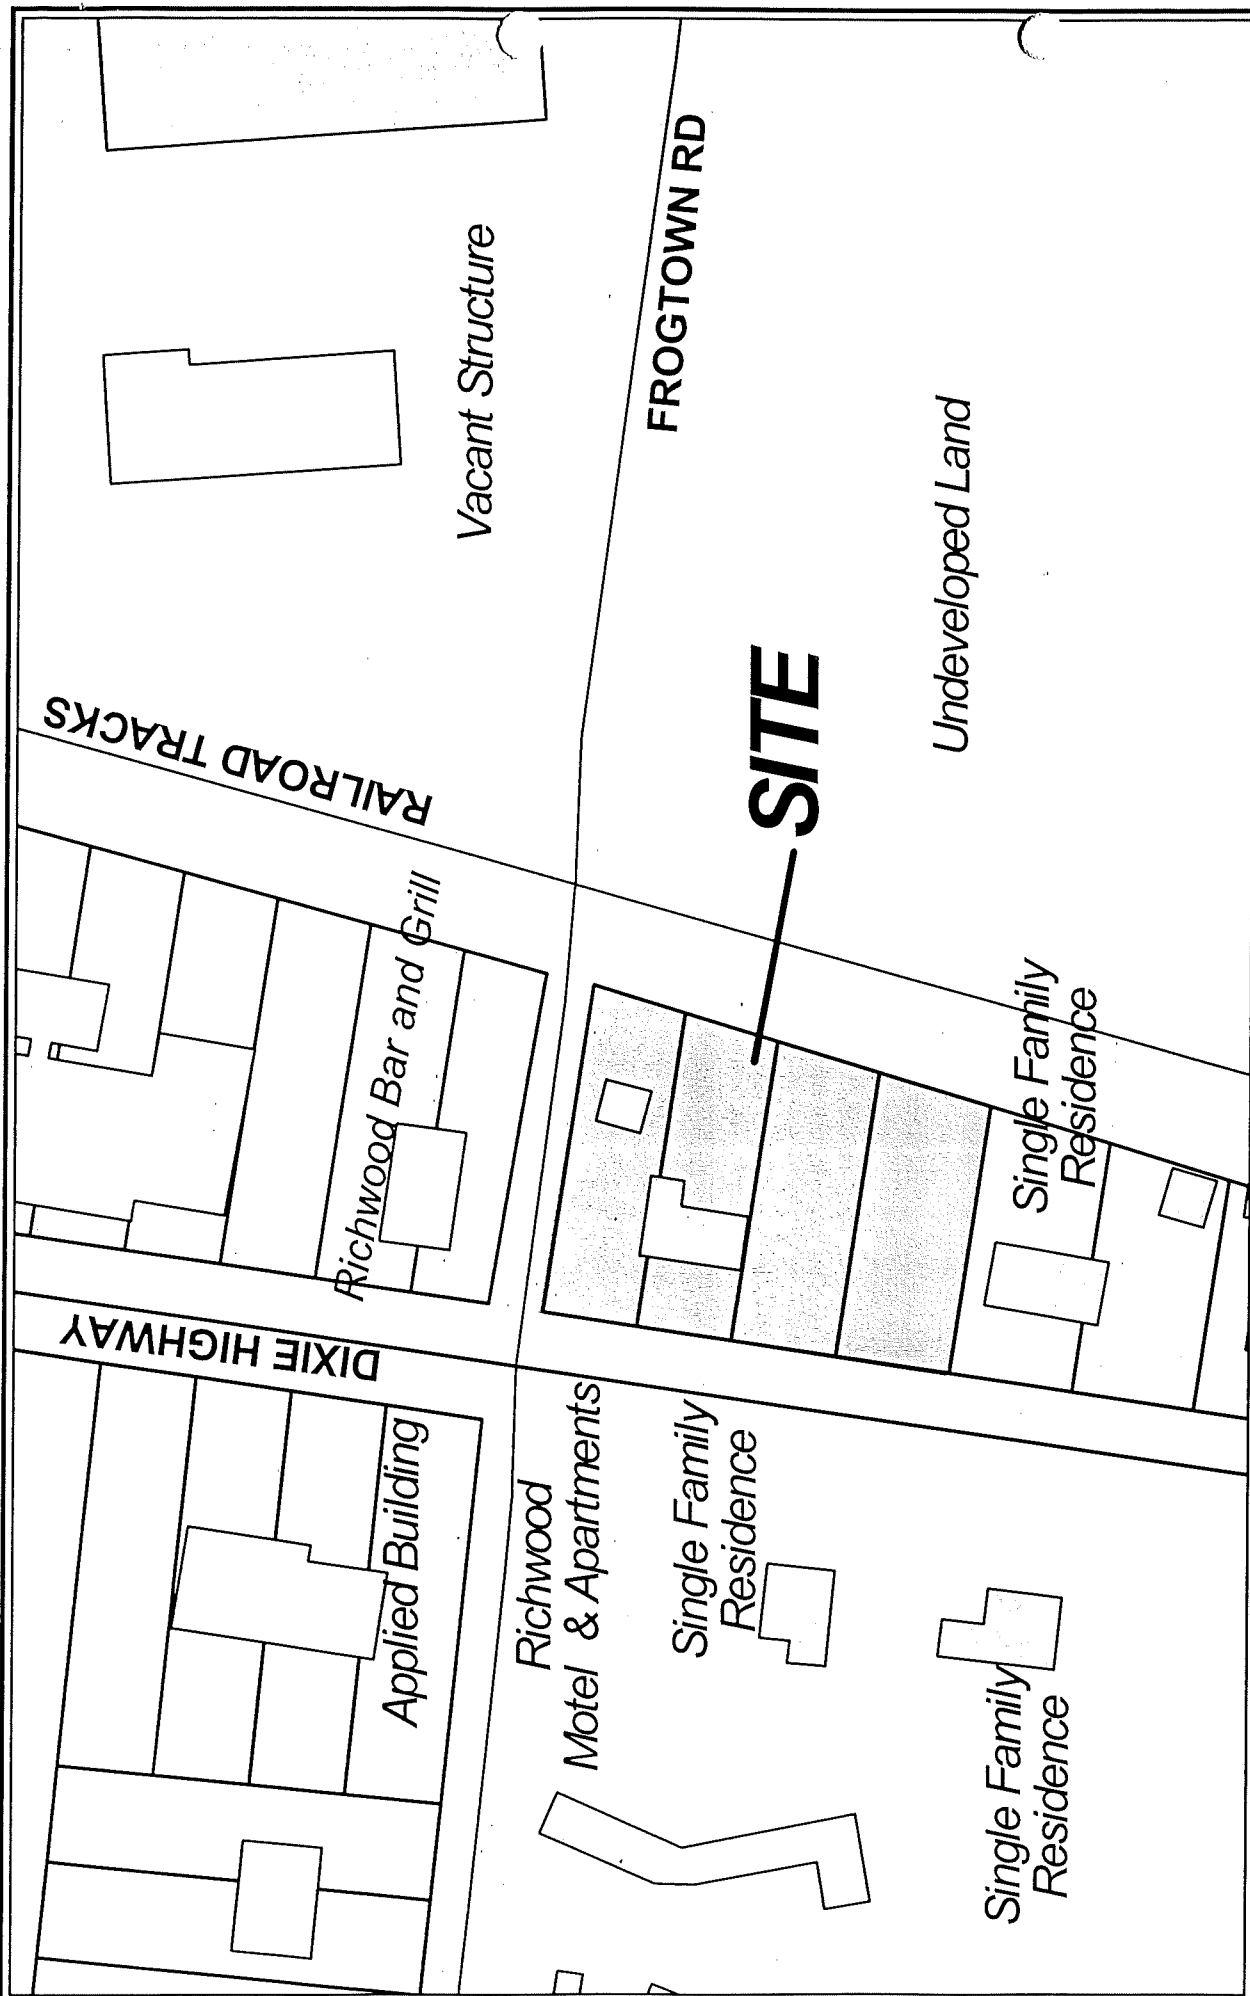 RAILROAD TRACKS
Vacant Structure
FROGTOWN RD
DIXIE HIGHWAY
Richwood Bar and Grill
Applied Building
SITE
Undeveloped Land
Richwood
Motel & Apartments
Single Family
Residence
Single Family
Residence
Single Family
Residence